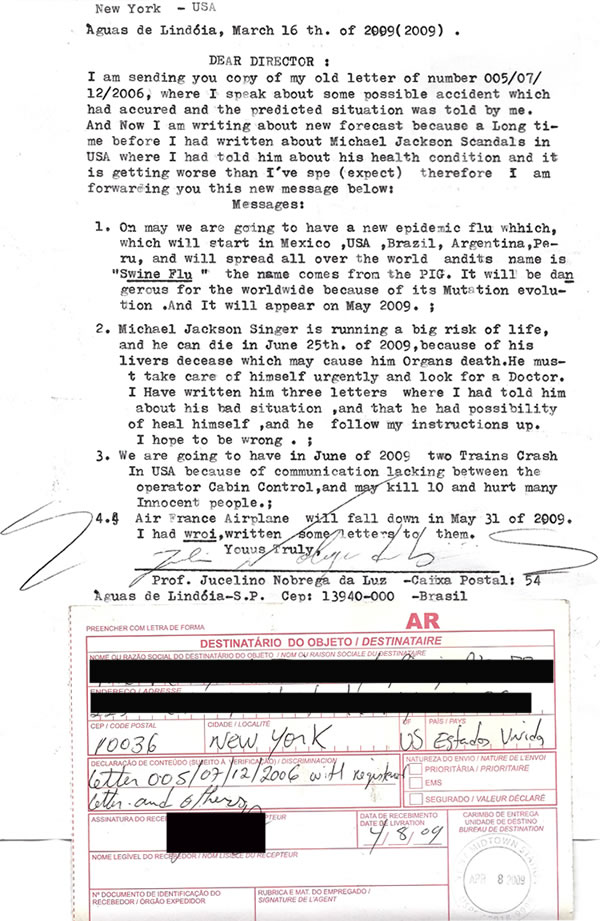 New York - USA
Águas de Lindóia, March 16 th. of 2009(2009) .
DEAR DIRECTOR :
I am sending you copy of my old letter of number 005/07/
12/2006, where I speak about some possible accident which
had accured and the predicted situation was told by me.
And Now I am writing about new forecast because a Long ti-
me before I had written about Michael Jackson Scandals in
USA where I had told him about his health condition and it
is getting worse than I've spe (expect) therefore I am
forwarding you this new message below:
Messages:
1. On may we are going to have a new epidemic flu whhich,
which will start in Mexico ,USA ,Brazil, Argentina,Pe-
ru, and will spread all over the world andits name is
"Swine Flu " the name comes from the PIG. It will be dan
gerous for the worldwide because of its Mutation evolu-
tion .And It will appear on May 2009. ;
2. Michael Jackson Singer is running a big risk of life,
and he can die in June 25th. of 2009,because of his
livers decease which may cause him Organs death.He mus-
t take care of himself urgently and look for a Doctor.
I Have written him three letters where I had told him
about his bad situation ,and that he had possibility
of heal himself ,and he follow my instructions up.
I hope to be wrong . ;
3. We are going to have in June of 2009 two Trains Crash
In USA because of communication lacking between the
operator Cabin Control,and may kill 10 and hurt many
Innocent people.;
4. Air France Airplane will fall down in May 31 of 2009.
I had wroi,written some letters to them.
Youus Truly,
Prof. Jucelino Nobrega da Luz -Caixa Postal: 54
Águas de Lindóia-S.P. Cep: 13940-000 -Brasil
PREENCHER COM LETRA DE FORMA
AR
DESTINATÁRIO DO OBJETO / DESTINATAIRE
NOME OU RAZÃO SOCIAL DO DESTINATÁRIO DO OBJETO / NOM OU RAISON SOCIALE DU DESTINATAIRE
ENDEREÇO / ADRESSE
CEP / CODE POSTAL
CIDADE / LOCALITÉ
UF
PAÍS / PAYS
10036
New York
US
Estados Unidos
DECLARAÇÃO DE CONTEÚDO (SUJEITO À VERIFICAÇÃO) / DISCRIMINACION
NATUREZA DO ENVIO / NATURE DE L'ENVOI
letter 005/07/12/2006 with registered
letter and others
PRIORITÁRIA / PRIORITAIRE
EMS
SEGURADO / VALEUR DÉCLARÉ
ASSINATURA DO RECEBEDOR
DATA DE RECEBIMENTO
DATE DE LIVRATION
4/8/09
CARIMBO DE ENTREGA
UNIDADE DE DESTINO
BUREAU DE DESTINATION
MIDTOWN STATION
APR 8 2009
NOME LEGÍVEL DO RECEBEDOR / NOM LISIBLE DU RÉCEPTEUR
Nº DOCUMENTO DE IDENTIFICAÇÃO DO
RECEBEDOR / ÓRGÃO EXPEDIDOR
RUBRICA E MAT. DO EMPREGADO /
SIGNATURE DE L'AGENT